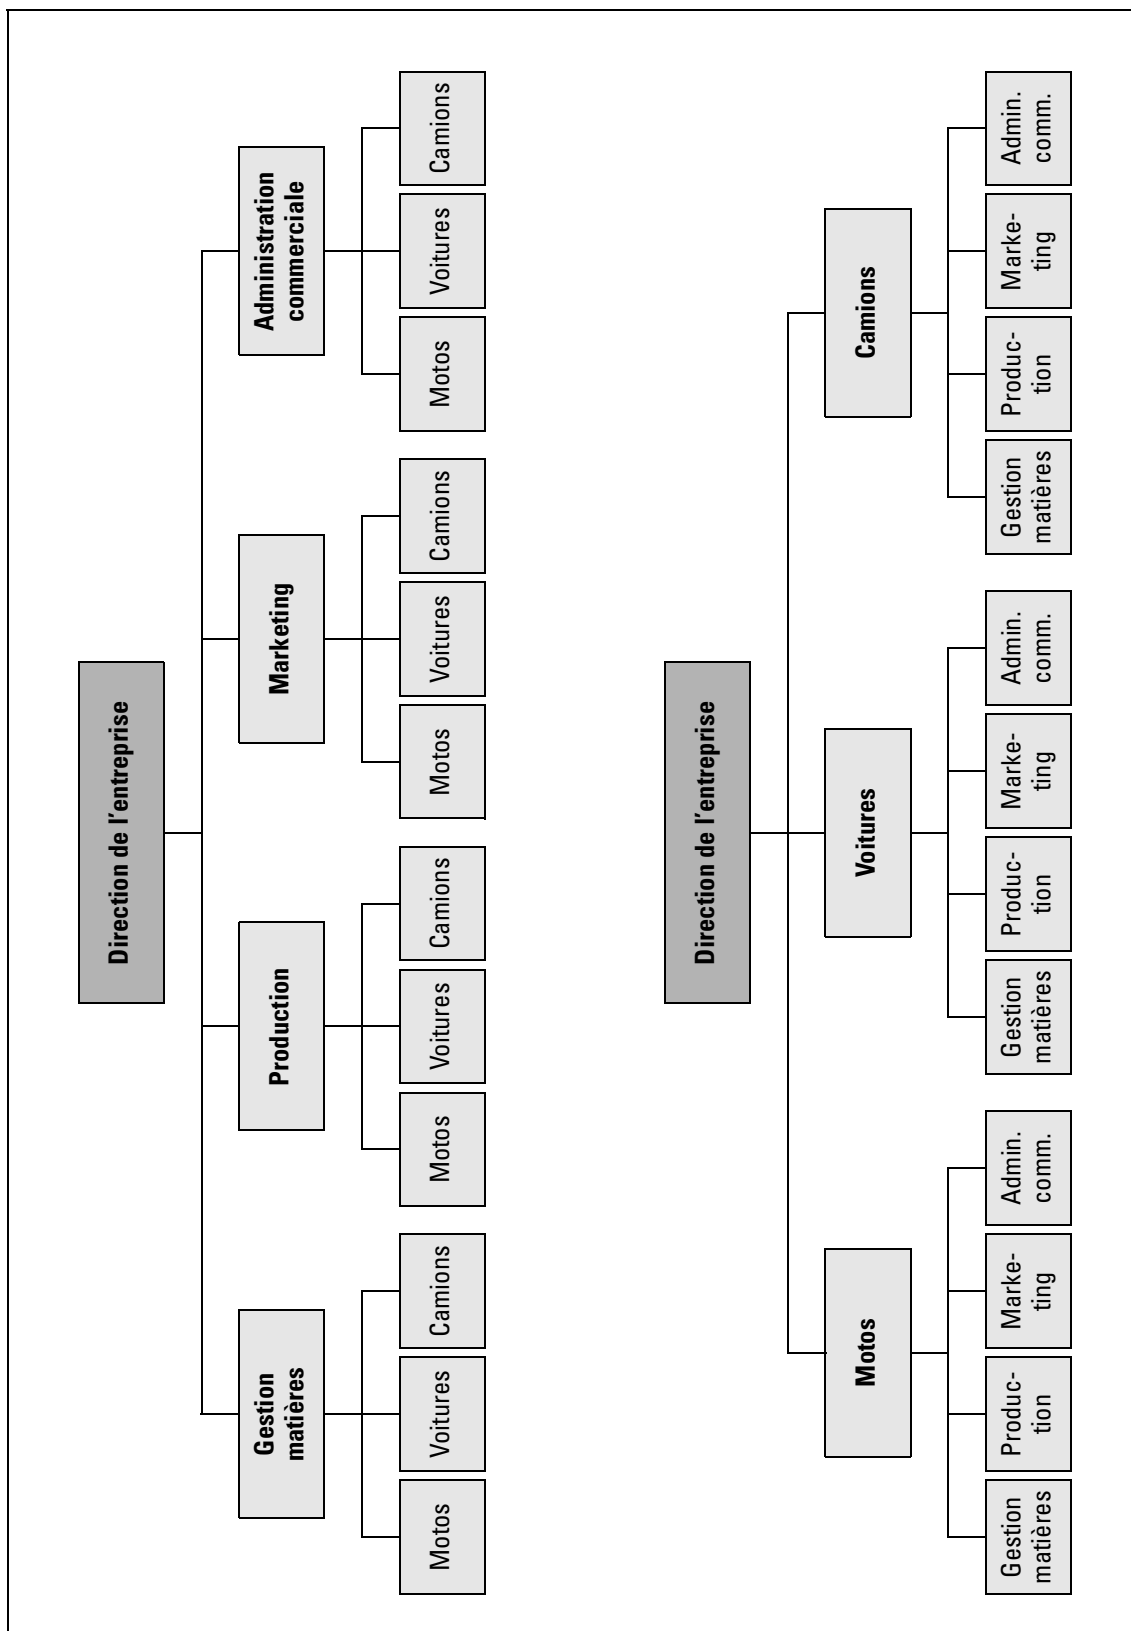 Direction de l'entreprise
Gestion
matières
Production
Marketing
Administration
commerciale
Motos
Voitures
Camions
Motos
Voitures
Camions
Motos
Voitures
Camions
Motos
Voitures
Camions
Direction de l'entreprise
Motos
Voitures
Camions
Gestion
matières
Produc-
tion
Marke-
ting
Admin.
comm.
Gestion
matières
Produc-
tion
Marke-
ting
Admin.
comm.
Gestion
matières
Produc-
tion
Marke-
ting
Admin.
comm.